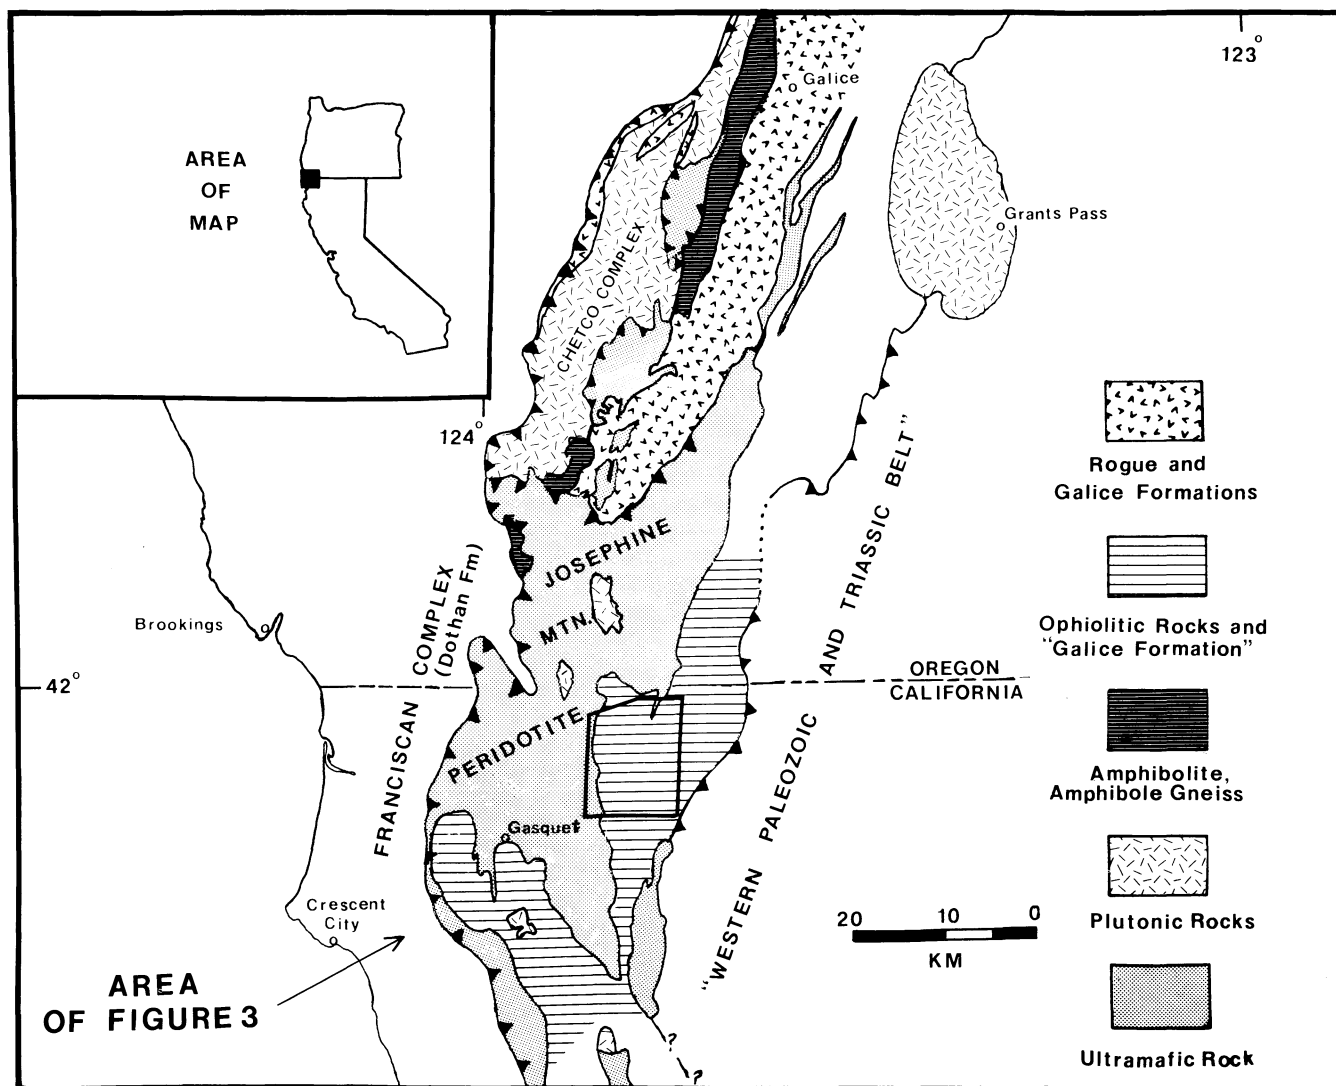 AREA
OF
MAP
123°
Galice
Grants Pass
CHETCO COMPLEX
124°
Rogue and
Galice Formations
JOSEPHINE
MTN.
PERIDOTITE
Brookings
FRANCISCAN COMPLEX
(Dothan Fm)
"WESTERN PALEOZOIC AND TRIASSIC BELT"
Ophiolitic Rocks and
"Galice Formation"
42°
OREGON
CALIFORNIA
Amphibolite,
Amphibole Gneiss
Gasquet
Crescent
City
20 10 0
KM
Plutonic Rocks
AREA
OF FIGURE 3
?
?
Ultramafic Rock